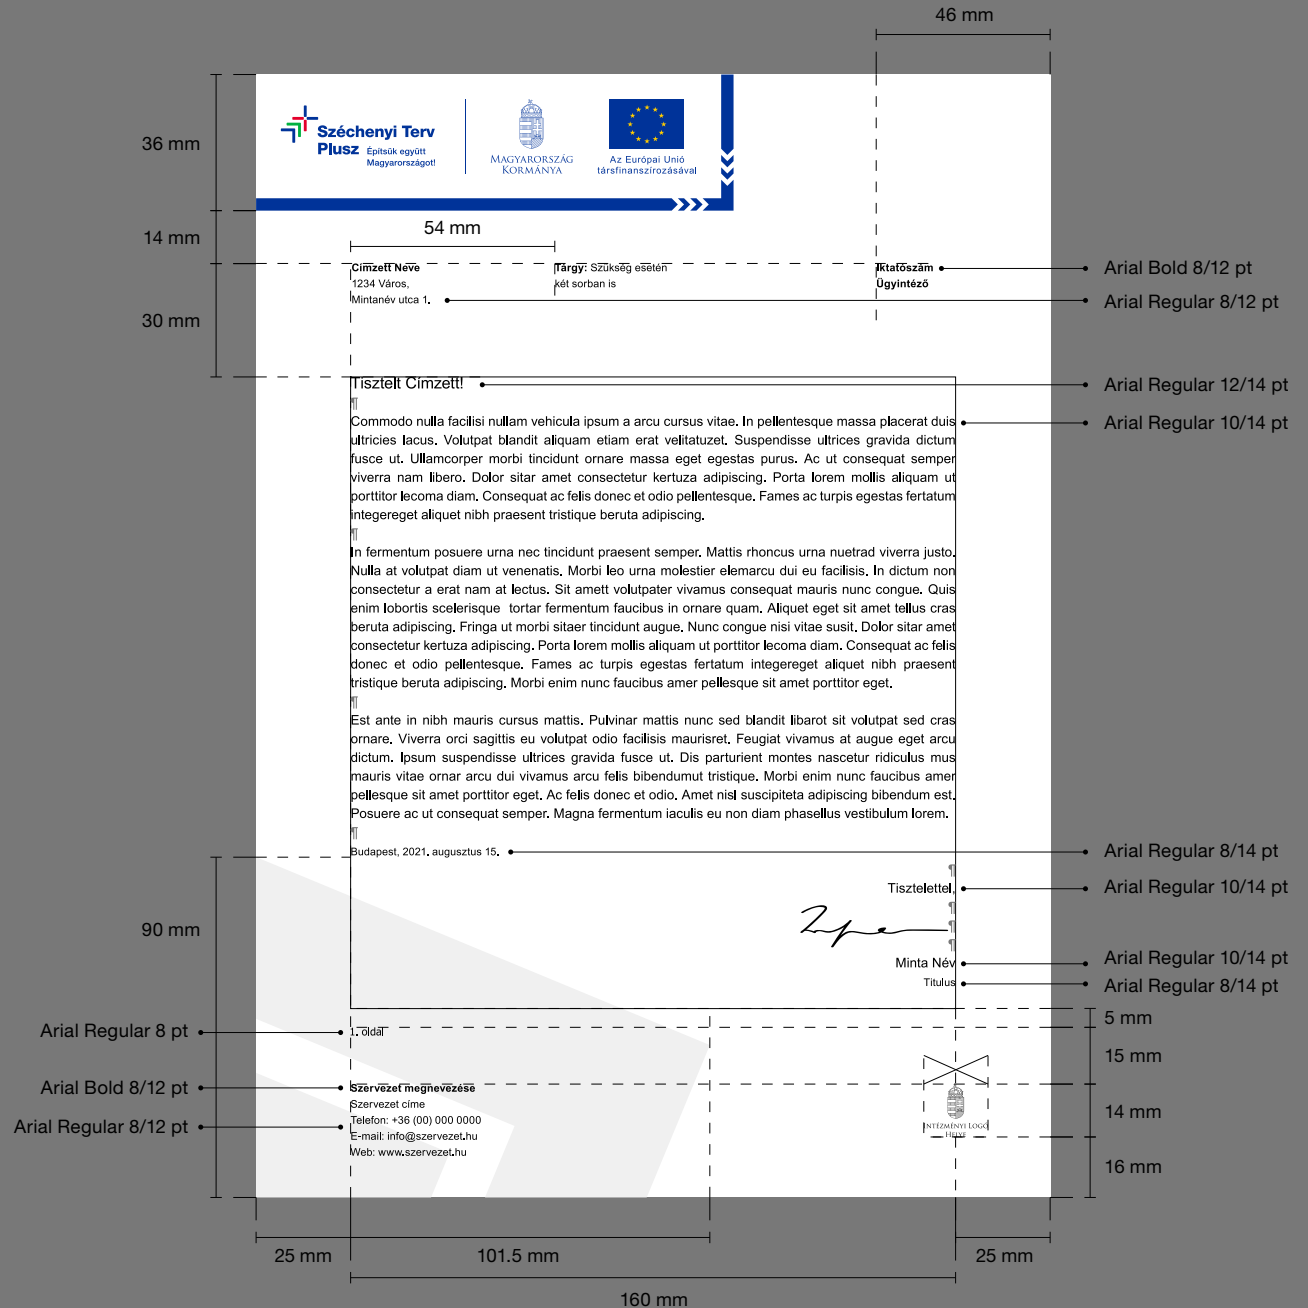 46 mm
36 mm
Széchenyi Terv
Plusz Építsük együtt
Magyarországot!
MAGYARORSZÁG
KORMÁNYA
Az Európai Unió
társfinanszírozásával
14 mm
54 mm
Címzett Neve
1234 Város,
Mintanév utca 1.
Tárgy: Szükség esetén
két sorban is
Iktatószám
Ügyintéző
Arial Bold 8/12 pt
Arial Regular 8/12 pt
30 mm
Tisztelt Címzett!
Arial Regular 12/14 pt
¶
Commodo nulla facilisi nullam vehicula ipsum a arcu cursus vitae. In pellentesque massa placerat duis
Arial Regular 10/14 pt
ultricies lacus. Volutpat blandit aliquam etiam erat velitatuzet. Suspendisse ultrices gravida dictum
fusce ut. Ullamcorper morbi tincidunt ornare massa eget egestas purus. Ac ut consequat semper
viverra nam libero. Dolor sitar amet consectetur kertuza adipiscing. Porta lorem mollis aliquam ut
porttitor lecoma diam. Consequat ac felis donec et odio pellentesque. Fames ac turpis egestas fertatum
integereget aliquet nibh praesent tristique beruta adipiscing.
¶
In fermentum posuere urna nec tincidunt praesent semper. Mattis rhoncus urna nuetrad viverra justo.
Nulla at volutpat diam ut venenatis. Morbi leo urna molestier elemarcu dui eu facilisis. In dictum non
consectetur a erat nam at lectus. Sit amett volutpater vivamus consequat mauris nunc congue. Quis
enim lobortis scelerisque tortar fermentum faucibus in ornare quam. Aliquet eget sit amet tellus cras
beruta adipiscing. Fringa ut morbi sitaer tincidunt augue. Nunc congue nisi vitae susit. Dolor sitar amet
consectetur kertuza adipiscing. Porta lorem mollis aliquam ut porttitor lecoma diam. Consequat ac felis
donec et odio pellentesque. Fames ac turpis egestas fertatum integereget aliquet nibh praesent
tristique beruta adipiscing. Morbi enim nunc faucibus amer pellesque sit amet porttitor eget.
¶
Est ante in nibh mauris cursus mattis. Pulvinar mattis nunc sed blandit libarot sit volutpat sed cras
ornare. Viverra orci sagittis eu volutpat odio facilisis maurisret. Feugiat vivamus at augue eget arcu
dictum. Ipsum suspendisse ultrices gravida fusce ut. Dis parturient montes nascetur ridiculus mus
mauris vitae ornar arcu dui vivamus arcu felis bibendumut tristique. Morbi enim nunc faucibus amer
pellesque sit amet porttitor eget. Ac felis donec et odio. Amet nisl suscipiteta adipiscing bibendum est.
Posuere ac ut consequat semper. Magna fermentum iaculis eu non diam phasellus vestibulum lorem.
¶
Budapest, 2021. augusztus 15.
Arial Regular 8/14 pt
¶
Tisztelettel,
Arial Regular 10/14 pt
¶
¶
¶
90 mm
Minta Név
Arial Regular 10/14 pt
Titulus
Arial Regular 8/14 pt
5 mm
Arial Regular 8 pt
1. oldal
15 mm
Arial Bold 8/12 pt
Szervezet megnevezése
Szervezet címe
Arial Regular 8/12 pt
Telefon: +36 (00) 000 0000
E-mail: info@szervezet.hu
Web: www.szervezet.hu
INTÉZMÉNYI LOGÓ
HELYE
14 mm
16 mm
25 mm
101.5 mm
25 mm
160 mm